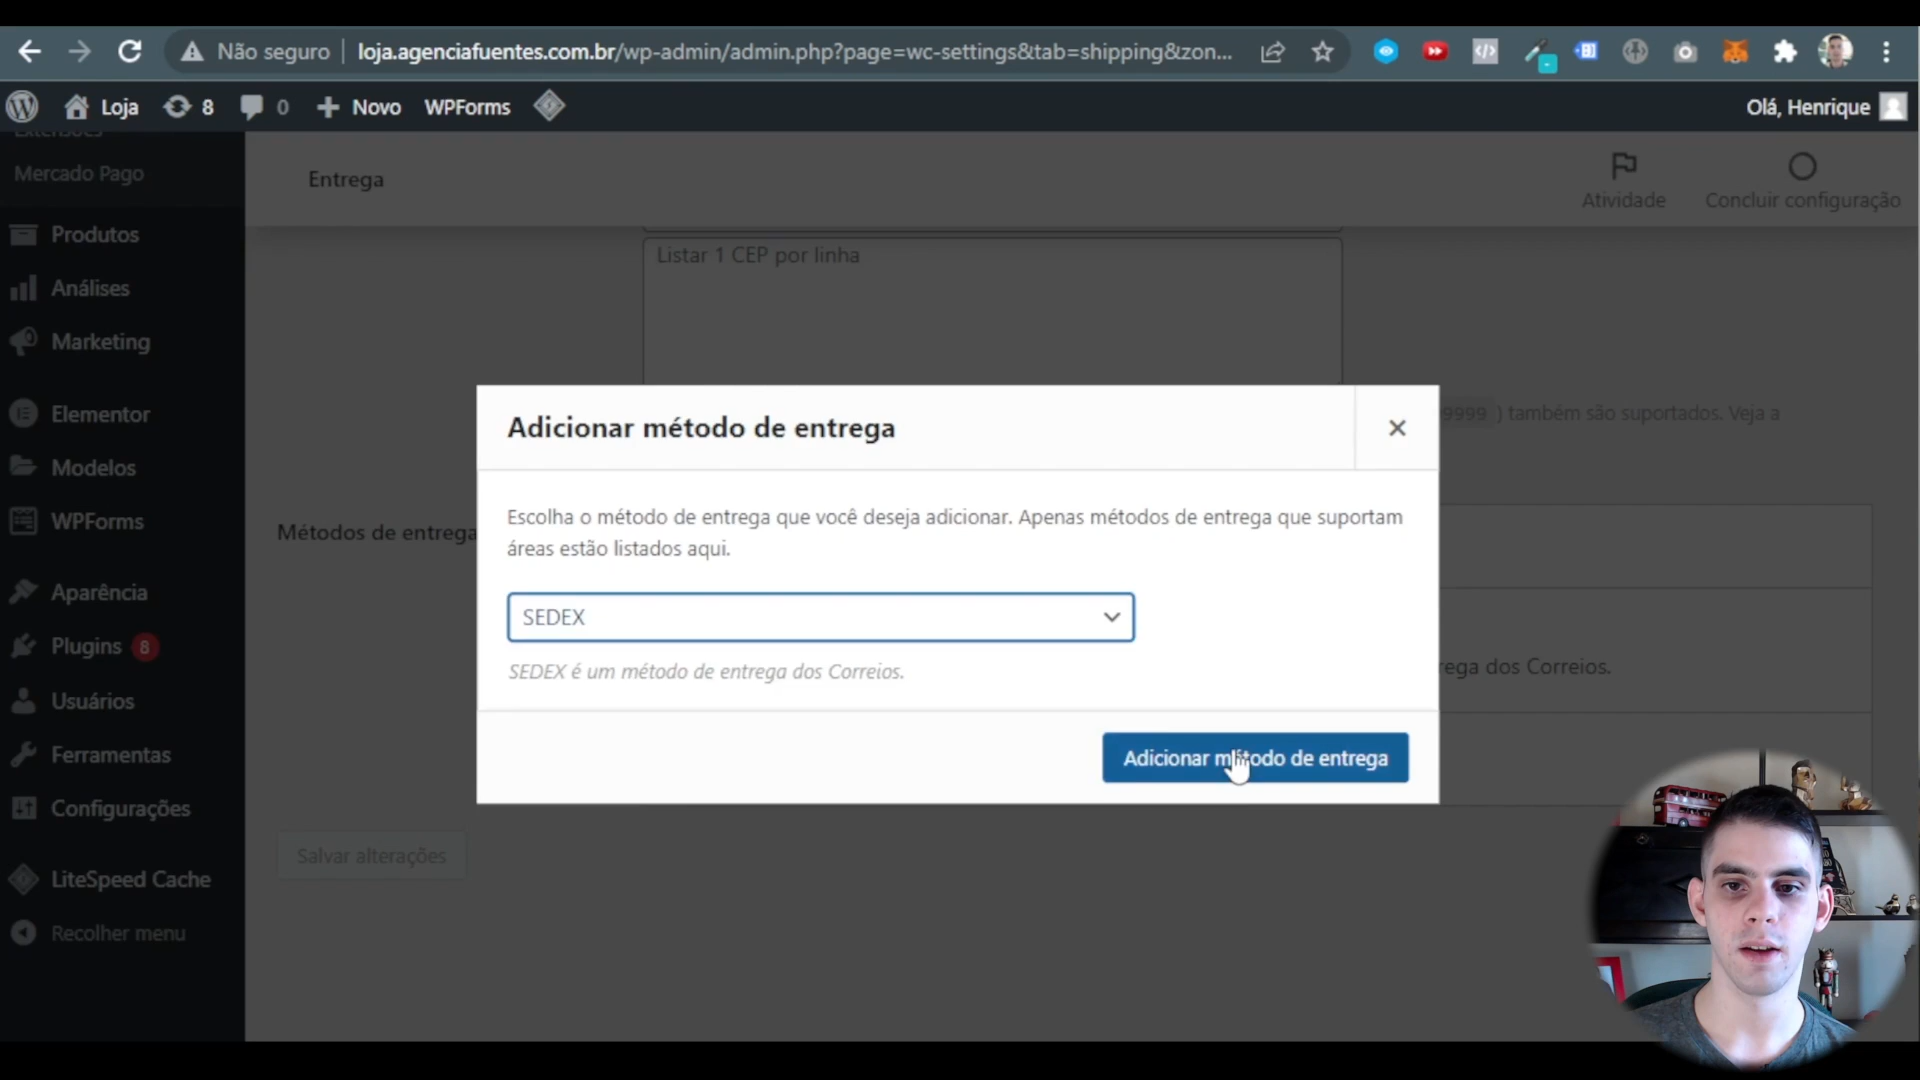 Não seguro
loja.agenciafuentes.com.br/wp-admin/admin.php?page=wc-settings&tab=shipping&zon...
Loja
8
0
Novo
WPForms
Olá, Henrique
Extensões
Mercado Pago
Entrega
Atividade
Concluir configuração
Produtos
Análises
Marketing
Elementor
Modelos
WPForms
Aparência
Plugins 8
Usuários
Ferramentas
Configurações
LiteSpeed Cache
Recolher menu
Listar 1 CEP por linha
9999 ) também são suportados. Veja a
Métodos de entrega
Adicionar método de entrega
Escolha o método de entrega que você deseja adicionar. Apenas métodos de entrega que suportam
áreas estão listados aqui.
SEDEX
SEDEX é um método de entrega dos Correios.
Adicionar método de entrega
rega dos Correios.
Salvar alterações